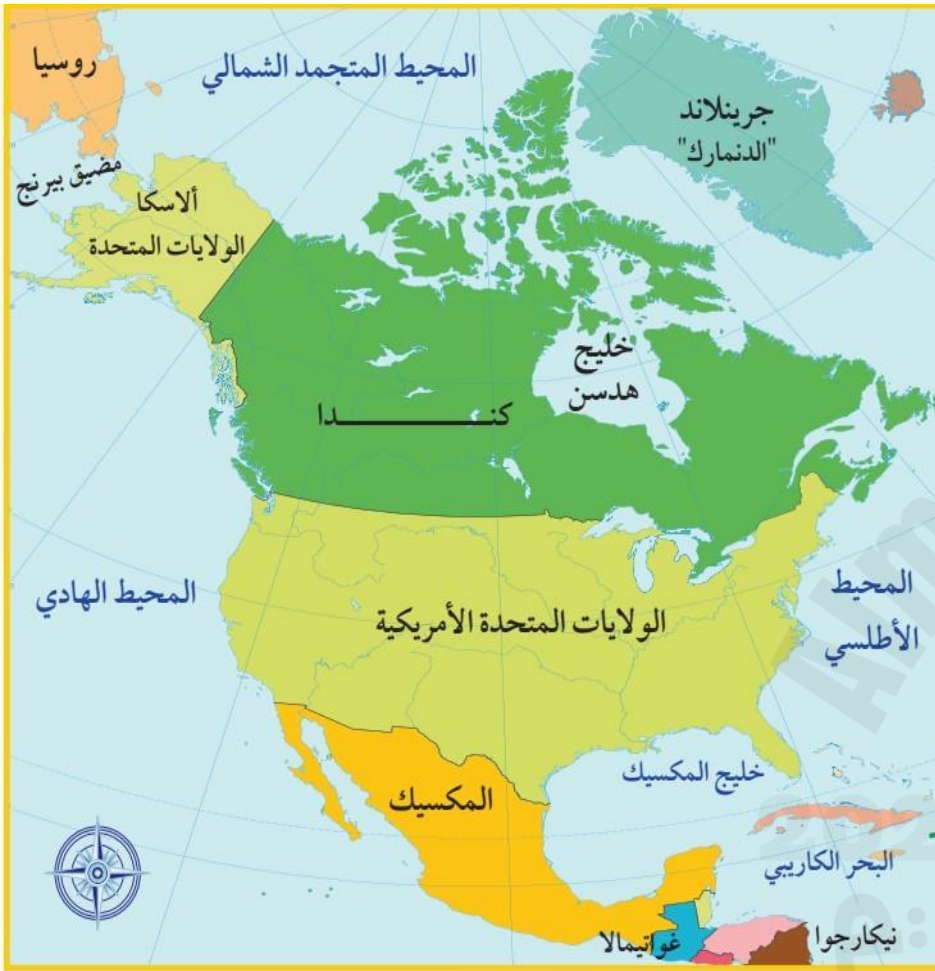 روسيا
المحيط المتجمد الشمالي
جرينلاند
"الدنمارك"
مضيق بيرنج
ألاسكا
الولايات المتحدة
خليج
هدسن
كنــــــــدا
المحيط الهادي
الولايات المتحدة الأمريكية
المحيط
الأطلسي
خليج المكسيك
المكسيك
البحر الكاريبي
غواتيمالا
نيكارجوا